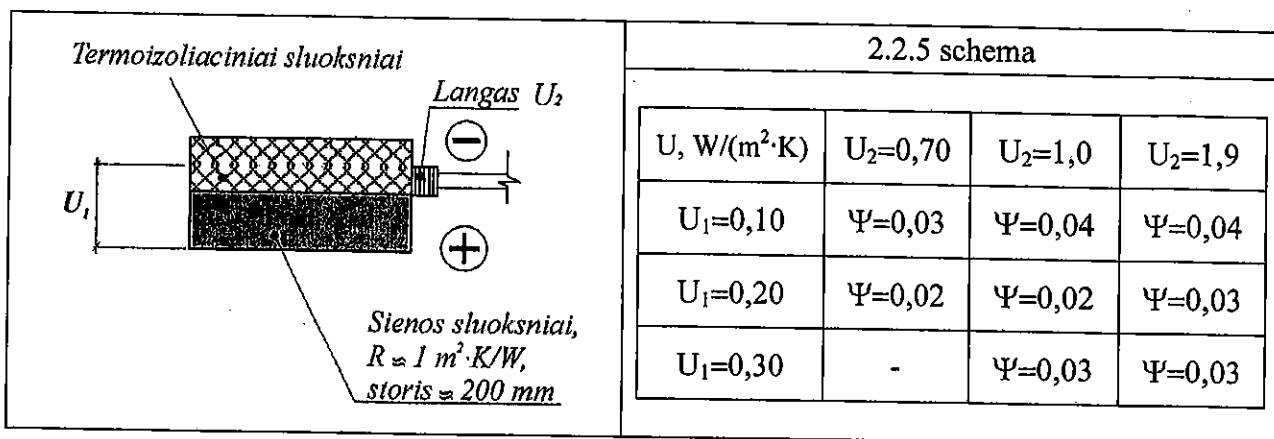 Termoizoliaciniai sluoksniai
Langas U₂
U₁
Sienos sluoksniai,
R ≈ 1 m²·K/W,
storis ≈ 200 mm
2.2.5 schema
U, W/(m²·K) U₂=0,70 U₂=1,0 U₂=1,9
U₁=0,10 Ψ=0,03 Ψ=0,04 Ψ=0,04
U₁=0,20 Ψ=0,02 Ψ=0,02 Ψ=0,03
U₁=0,30 - Ψ=0,03 Ψ=0,03